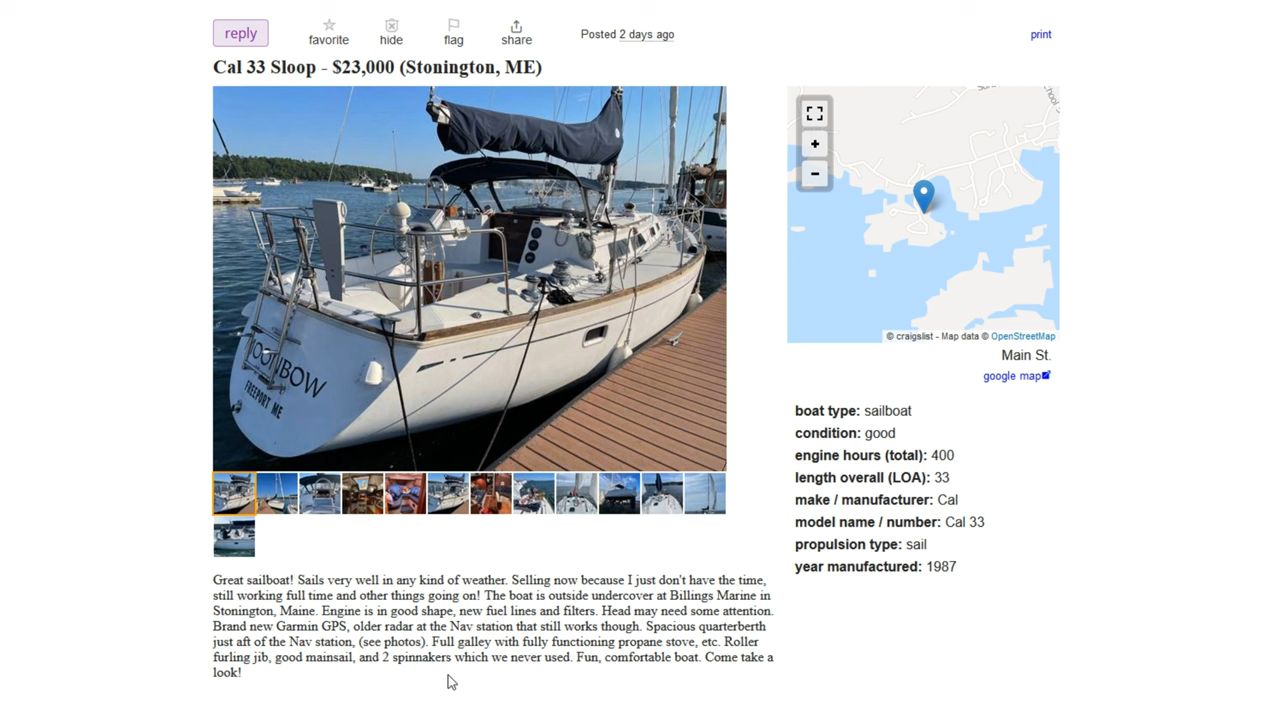 reply
favorite
hide
flag
share
Posted 2 days ago
print
Cal 33 Sloop - $23,000 (Stonington, ME)
MOONBOW
FREEPORT ME
+
-
© craigslist - Map data © OpenStreetMap
Main St.
google map
boat type: sailboat
condition: good
engine hours (total): 400
length overall (LOA): 33
make / manufacturer: Cal
model name / number: Cal 33
propulsion type: sail
year manufactured: 1987
Great sailboat! Sails very well in any kind of weather. Selling now because I just don't have the time,
still working full time and other things going on! The boat is outside undercover at Billings Marine in
Stonington, Maine. Engine is in good shape, new fuel lines and filters. Head may need some attention.
Brand new Garmin GPS, older radar at the Nav station that still works though. Spacious quarterberth
just aft of the Nav station, (see photos). Full galley with fully functioning propane stove, etc. Roller
furling jib, good mainsail, and 2 spinnakers which we never used. Fun, comfortable boat. Come take a
look!